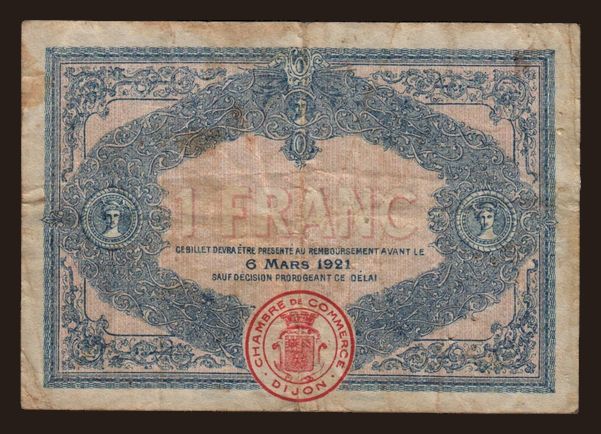 1 FRANC
CE BILLET DEVRA ÊTRE PRÉSENTÉ AU REMBOURSEMENT AVANT LE
6 MARS 1921
SAUF DÉCISION PROROGEANT CE DÉLAI
CHAMBRE DE COMMERCE
DIJON